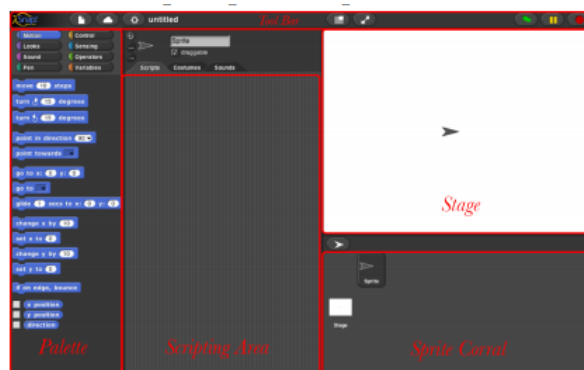 Snap! untitled Tool Bar
Motion Control
Looks Sensing
Sound Operators
Pen Variables
Sprite
draggable
Scripts Costumes Sounds
move 10 steps
turn 15 degrees
turn 15 degrees
point in direction 90
point towards
go to x: 0 y: 0
go to
glide 1 secs to x: 0 y: 0
change x by 10
set x to 0
change y by 10
set y to 0
if on edge, bounce
x position
y position
direction
Stage
Sprite
Stage
Palette Scripting Area Sprite Corral